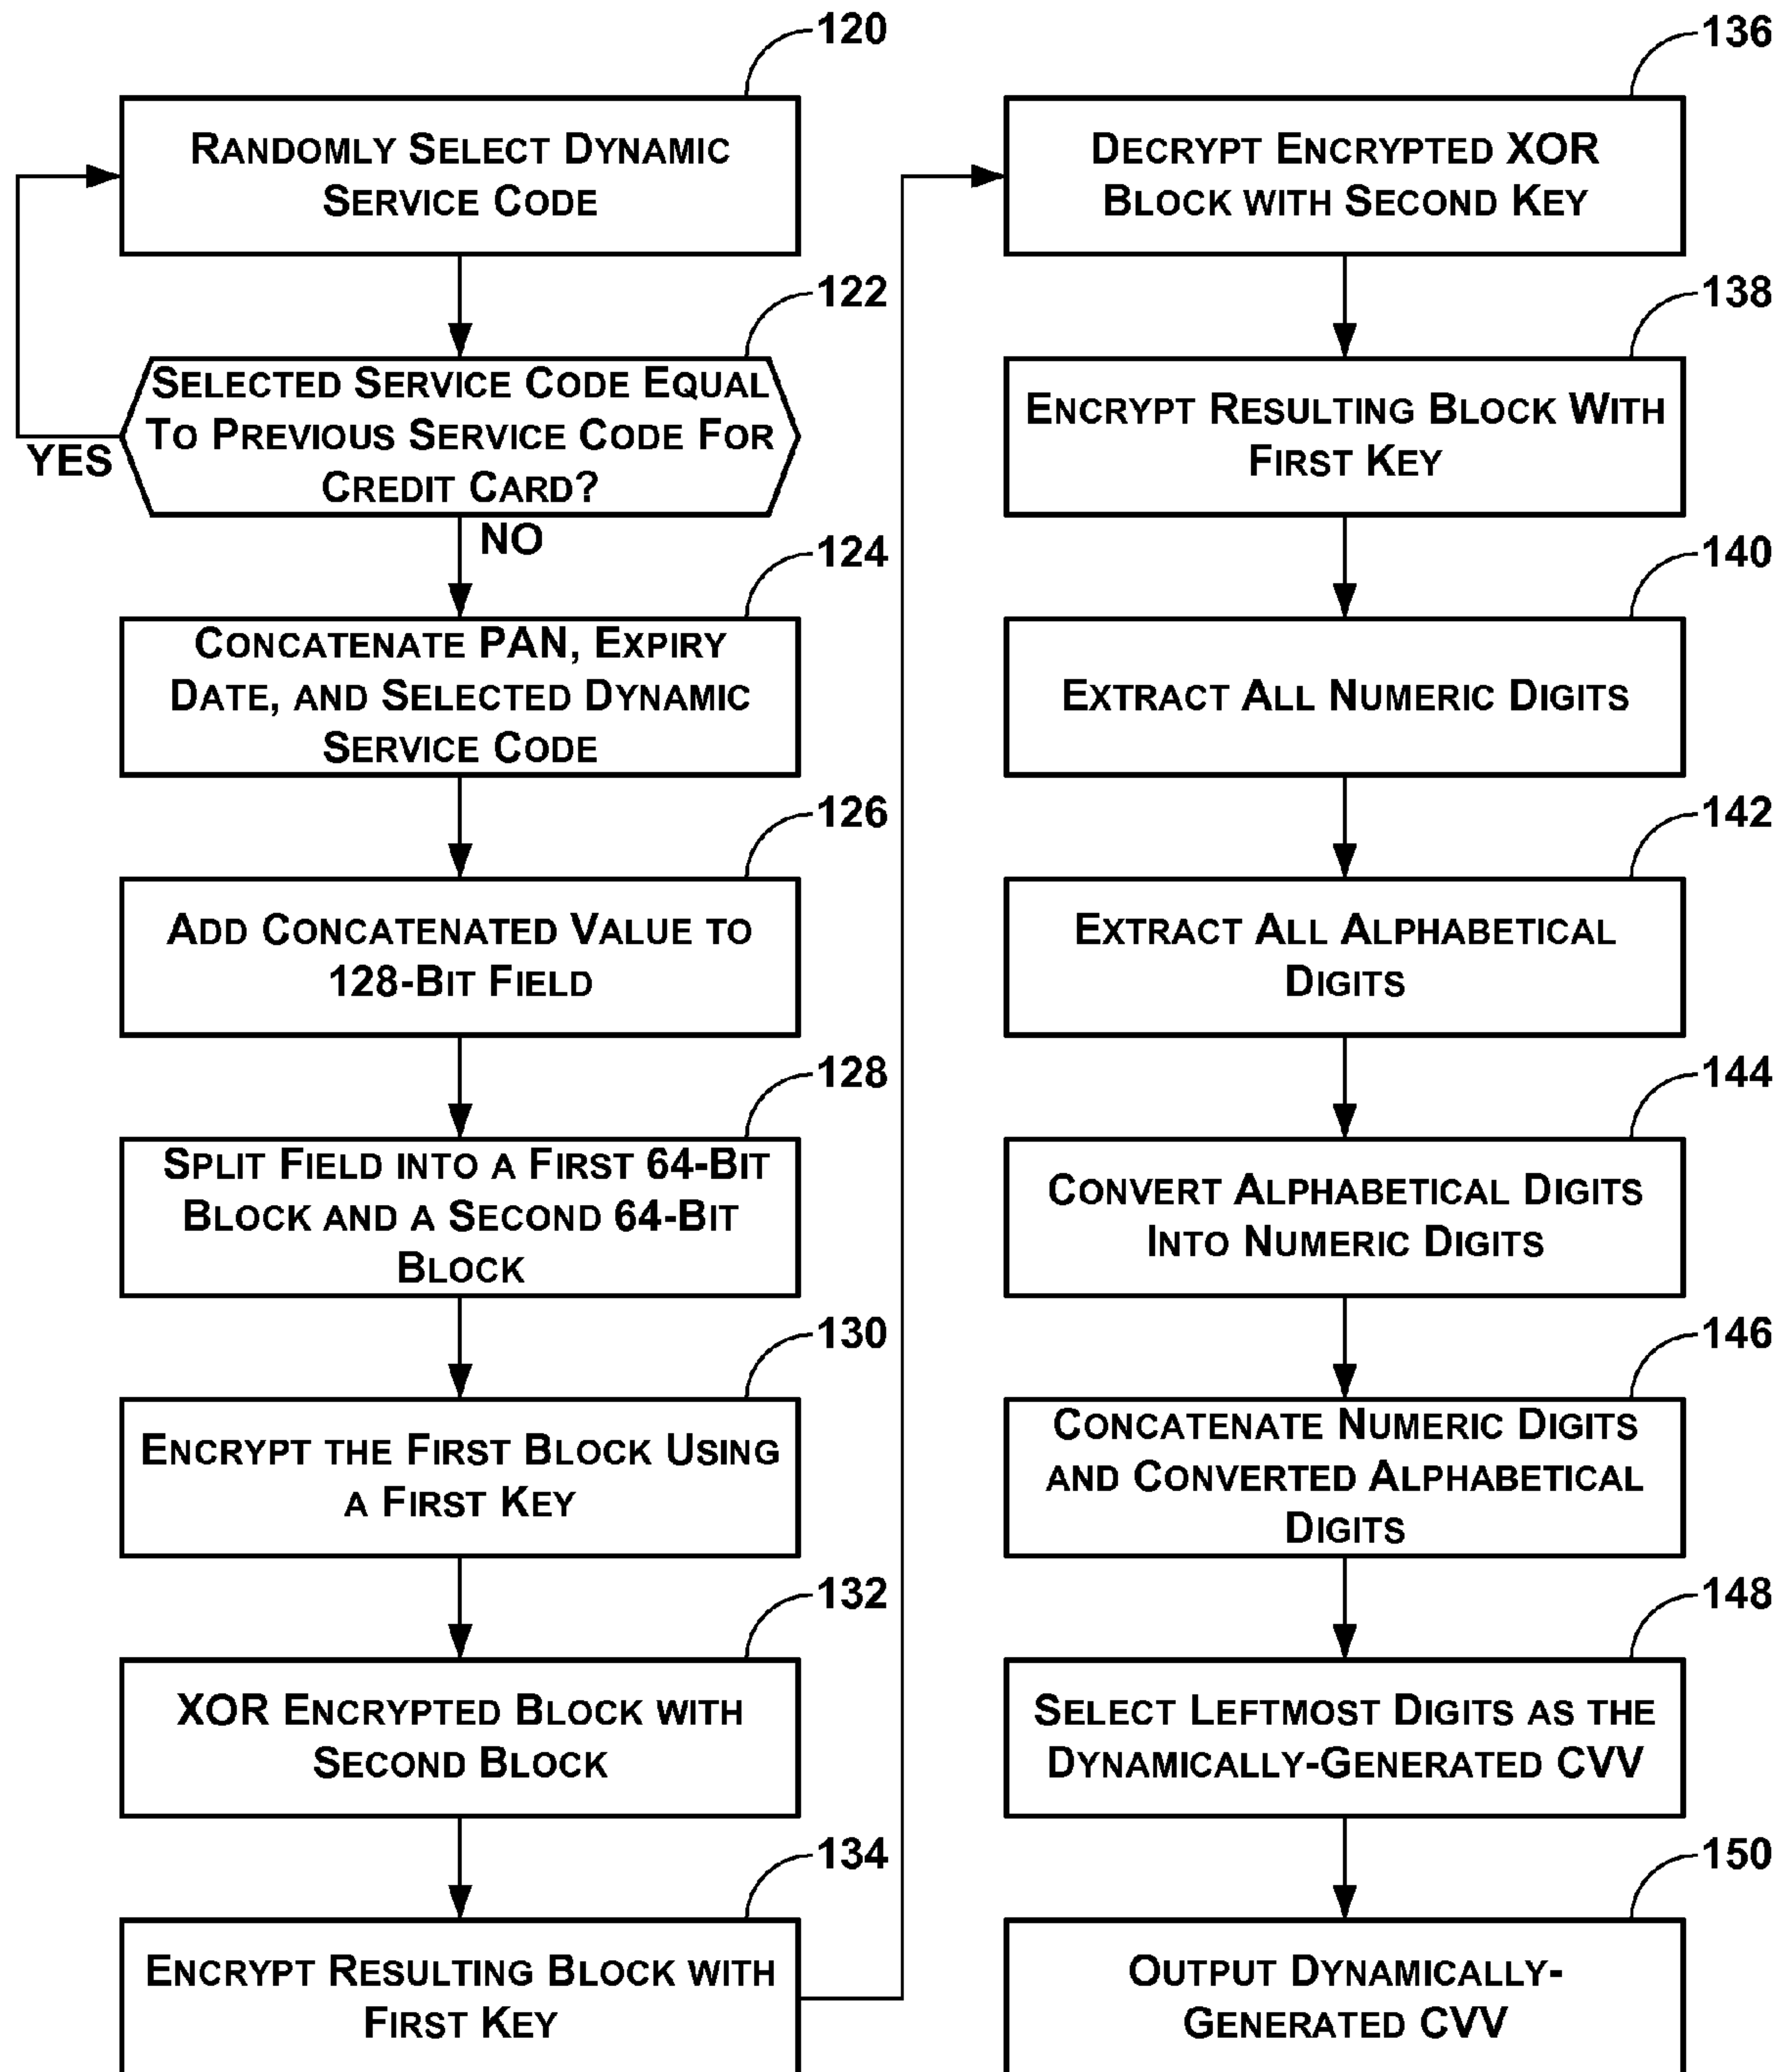 120
RANDOMLY SELECT DYNAMIC
SERVICE CODE
122
SELECTED SERVICE CODE EQUAL
TO PREVIOUS SERVICE CODE FOR
CREDIT CARD?
YES
NO
124
CONCATENATE PAN, EXPIRY
DATE, AND SELECTED DYNAMIC
SERVICE CODE
126
ADD CONCATENATED VALUE TO
128-BIT FIELD
128
SPLIT FIELD INTO A FIRST 64-BIT
BLOCK AND A SECOND 64-BIT
BLOCK
130
ENCRYPT THE FIRST BLOCK USING
A FIRST KEY
132
XOR ENCRYPTED BLOCK WITH
SECOND BLOCK
134
ENCRYPT RESULTING BLOCK WITH
FIRST KEY
136
DECRYPT ENCRYPTED XOR
BLOCK WITH SECOND KEY
138
ENCRYPT RESULTING BLOCK WITH
FIRST KEY
140
EXTRACT ALL NUMERIC DIGITS
142
EXTRACT ALL ALPHABETICAL
DIGITS
144
CONVERT ALPHABETICAL DIGITS
INTO NUMERIC DIGITS
146
CONCATENATE NUMERIC DIGITS
AND CONVERTED ALPHABETICAL
DIGITS
148
SELECT LEFTMOST DIGITS AS THE
DYNAMICALLY-GENERATED CVV
150
OUTPUT DYNAMICALLY-
GENERATED CVV